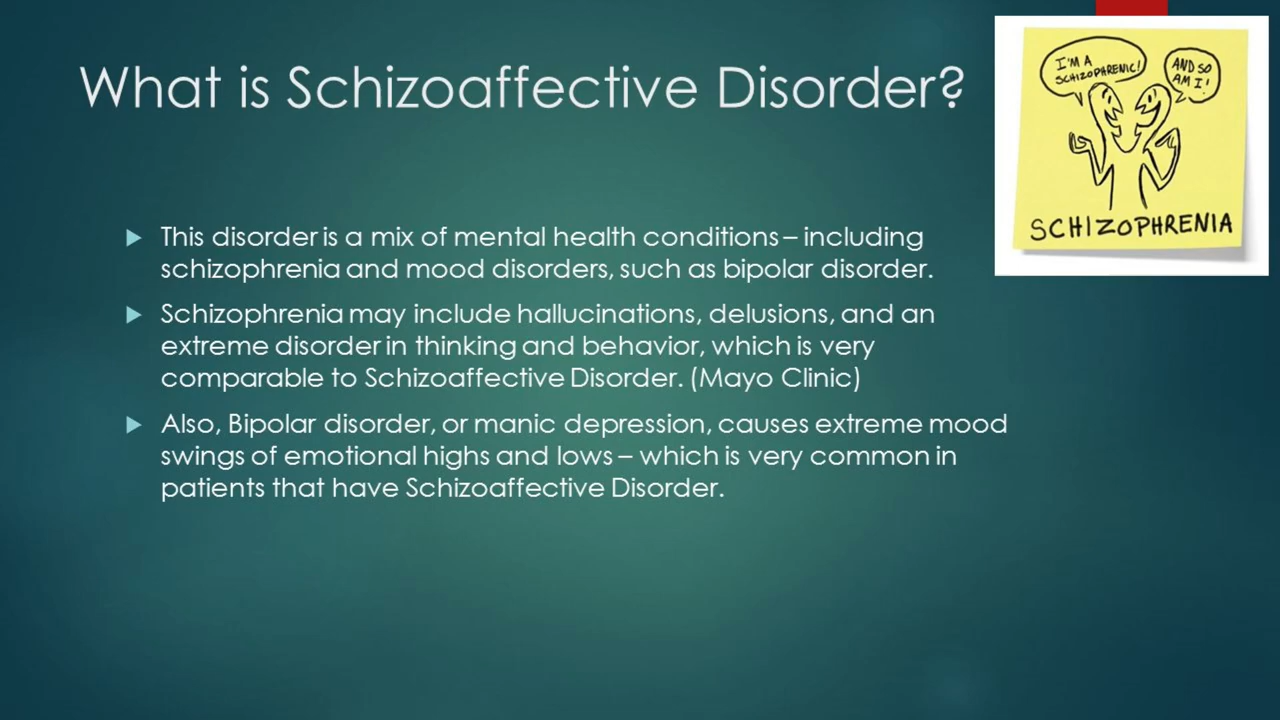 What is Schizoaffective Disorder?
I'M A
SCHIZOPHRENIC!
AND SO
AM I!
SCHIZOPHRENIA
This disorder is a mix of mental health conditions – including
schizophrenia and mood disorders, such as bipolar disorder.
Schizophrenia may include hallucinations, delusions, and an
extreme disorder in thinking and behavior, which is very
comparable to Schizoaffective Disorder. (Mayo Clinic)
Also, Bipolar disorder, or manic depression, causes extreme mood
swings of emotional highs and lows – which is very common in
patients that have Schizoaffective Disorder.